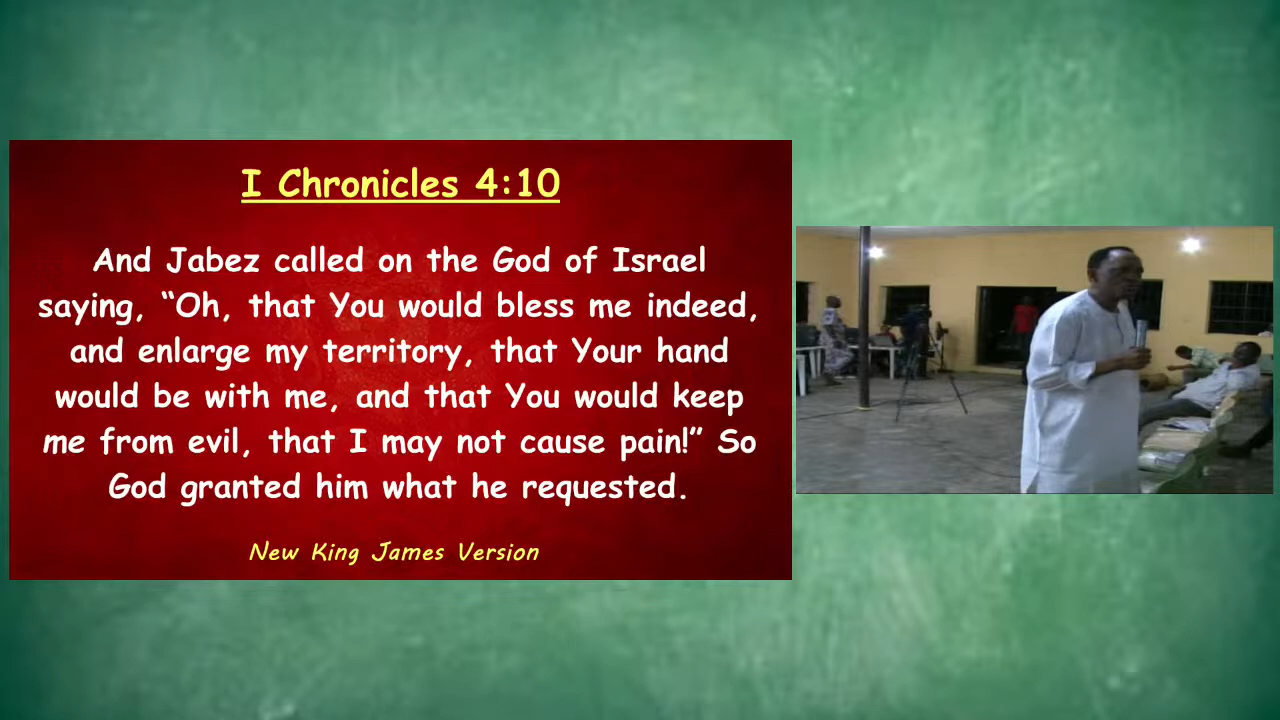 I Chronicles 4:10
And Jabez called on the God of Israel
saying, “Oh, that You would bless me indeed,
and enlarge my territory, that Your hand
would be with me, and that You would keep
me from evil, that I may not cause pain!” So
God granted him what he requested.
New King James Version